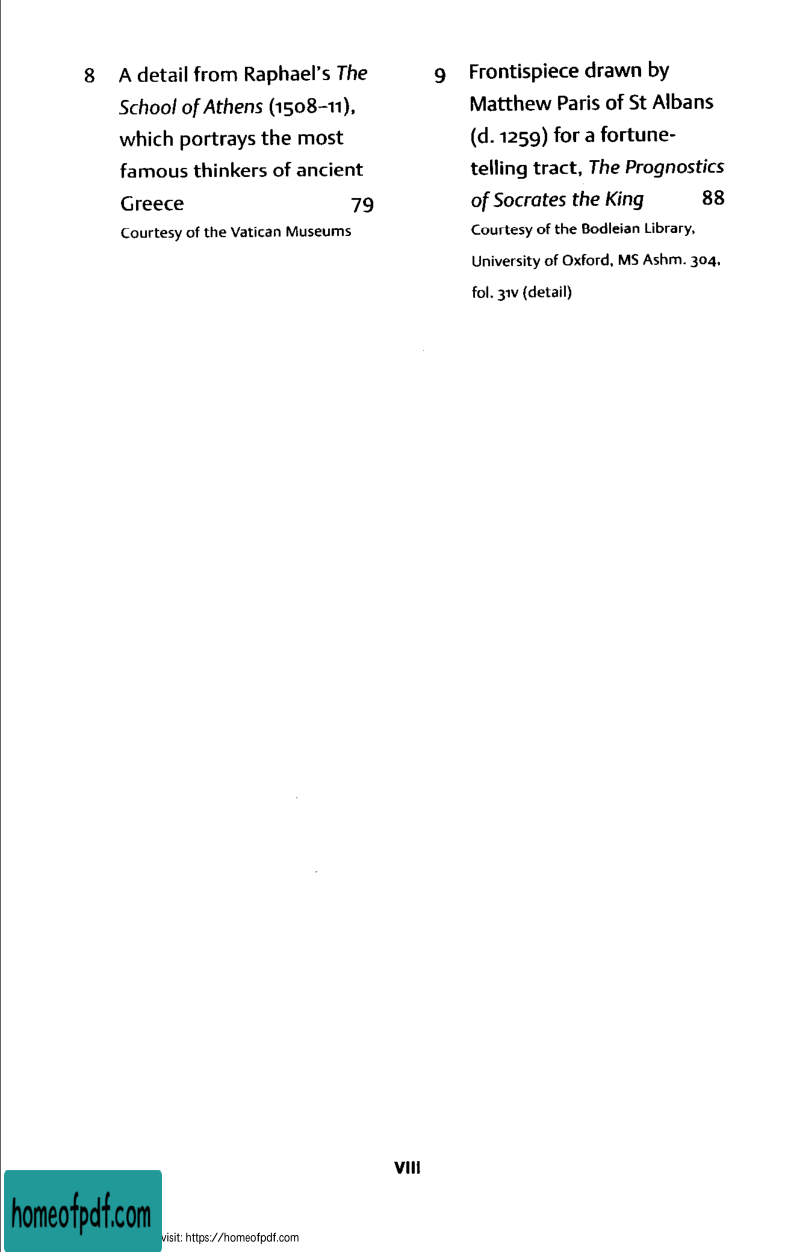 8 A detail from Raphael's The
School of Athens (1508–11),
which portrays the most
famous thinkers of ancient
Greece 79
Courtesy of the Vatican Museums
9 Frontispiece drawn by
Matthew Paris of St Albans
(d. 1259) for a fortune-
telling tract, The Prognostics
of Socrates the King 88
Courtesy of the Bodleian Library,
University of Oxford, MS Ashm. 304,
fol. 31v (detail)
VIII
homeofpdf.com
visit: https://homeofpdf.com